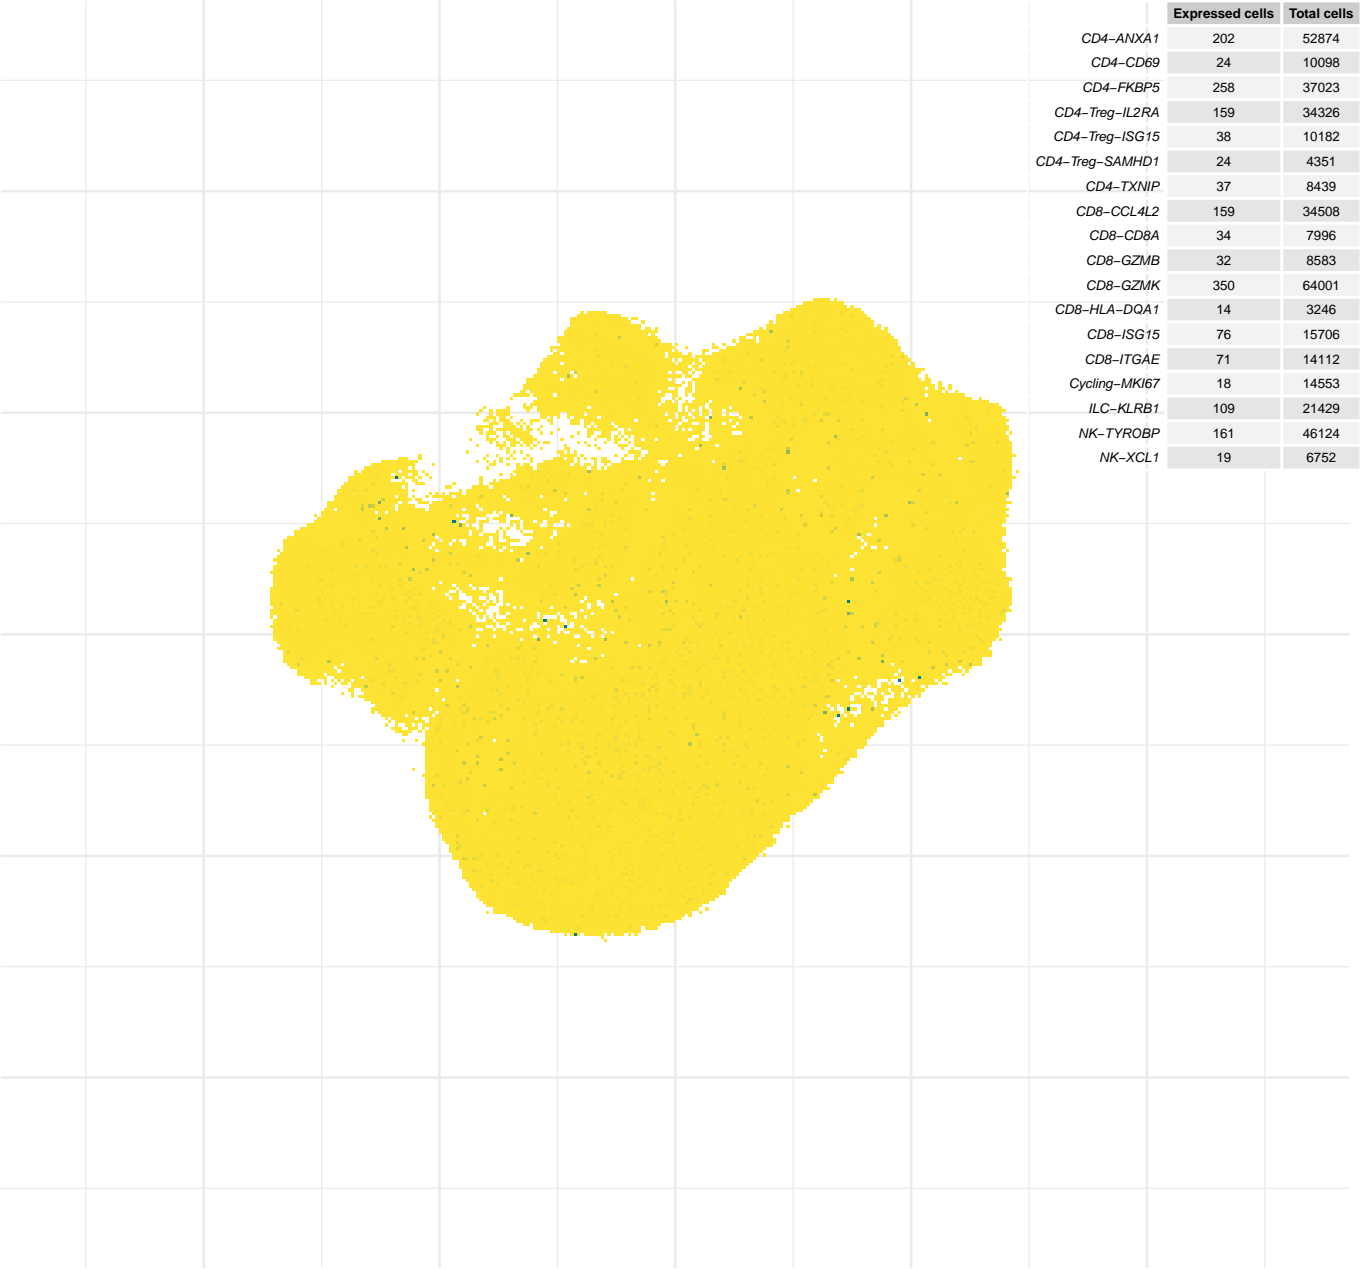 Expressed cells Total cells
CD4−ANXA1 202 52874
CD4−CD69 24 10098
CD4−FKBP5 258 37023
CD4−Treg−IL2RA 159 34326
CD4−Treg−ISG15 38 10182
CD4−Treg−SAMHD1 24 4351
CD4−TXNIP 37 8439
CD8−CCL4L2 159 34508
CD8−CD8A 34 7996
CD8−GZMB 32 8583
CD8−GZMK 350 64001
CD8−HLA−DQA1 14 3246
CD8−ISG15 76 15706
CD8−ITGAE 71 14112
Cycling−MKI67 18 14553
ILC−KLRB1 109 21429
NK−TYROBP 161 46124
NK−XCL1 19 6752